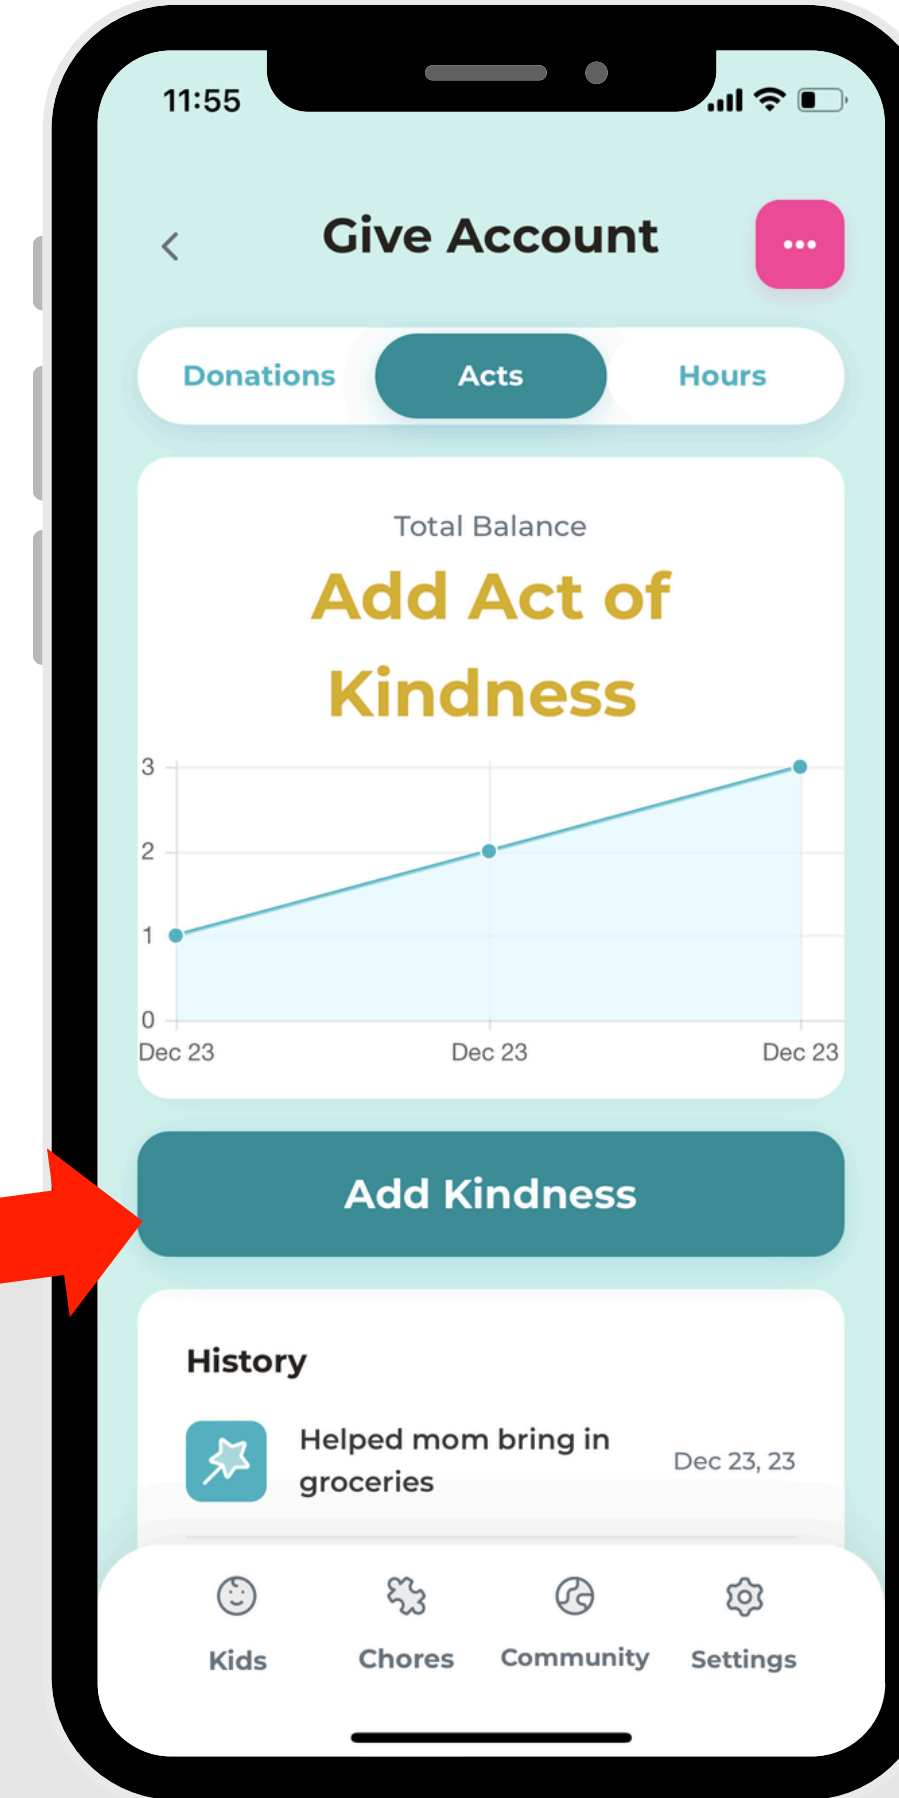 11:55
Give Account
Donations
Acts
Hours
Total Balance
Add Act of
Kindness
3
2
1
0
Dec 23
Dec 23
Dec 23
Add Kindness
History
Helped mom bring in
groceries
Dec 23, 23
Kids
Chores
Community
Settings